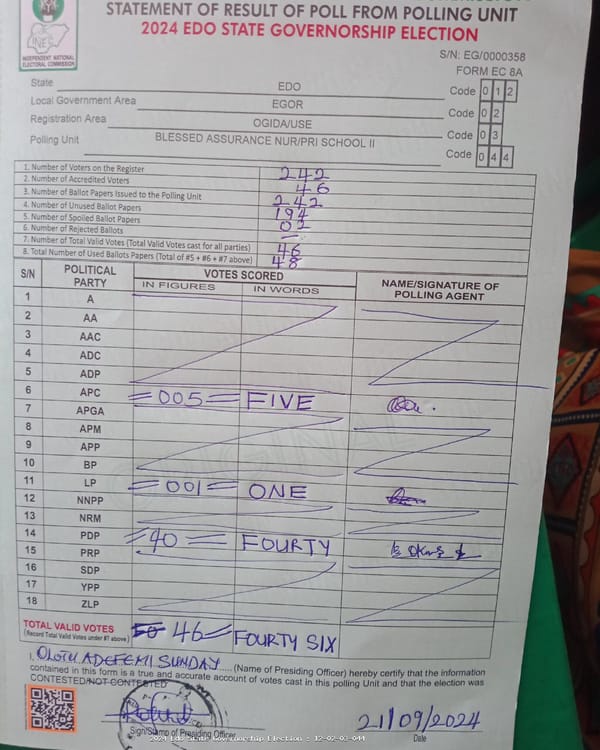 STATEMENT OF RESULT OF POLL FROM POLLING UNIT
2024 EDO STATE GOVERNORSHIP ELECTION
INEC
INDEPENDENT NATIONAL
ELECTORAL COMMISSION
S/N: EG/0000358
FORM EC 8A
State EDO Code 0 1 2
Local Government Area EGOR Code 0 2
Registration Area OGIDA/USE Code 0 3
Polling Unit BLESSED ASSURANCE NUR/PRI SCHOOL II Code 0 4 4
1. Number of Voters on the Register 242
2. Number of Accredited Voters 46
3. Number of Ballot Papers Issued to the Polling Unit 242
4. Number of Unused Ballot Papers 194
5. Number of Spoiled Ballot Papers 02
6. Number of Rejected Ballots —
7. Number of Total Valid Votes (Total Valid Votes cast for all parties) 46
8. Total Number of Used Ballots Papers (Total of #5 + #6 + #7 above) 48
S/N POLITICAL PARTY VOTES SCORED NAME/SIGNATURE OF POLLING AGENT
IN FIGURES IN WORDS
1 A
2 AA
3 AAC
4 ADC
5 ADP
6 APC =005= FIVE
7 APGA
8 APM
9 APP
10 BP
11 LP =001= ONE
12 NNPP
13 NRM
14 PDP =40= FOURTY
15 PRP
16 SDP
17 YPP
18 ZLP
TOTAL VALID VOTES 46= FOURTY SIX
(Record Total Valid Votes under #7 above)
I, OLOTU ADEFEMI SUNDAY (Name of Presiding Officer) hereby certify that the information
contained in this form is a true and accurate account of votes cast in this polling Unit and that the election was
CONTESTED/NOT CONTESTED
Sign/Stamp of Presiding Officer
21/09/2024
Date
2024 Edo State Governorship Election : 12-02-03-044